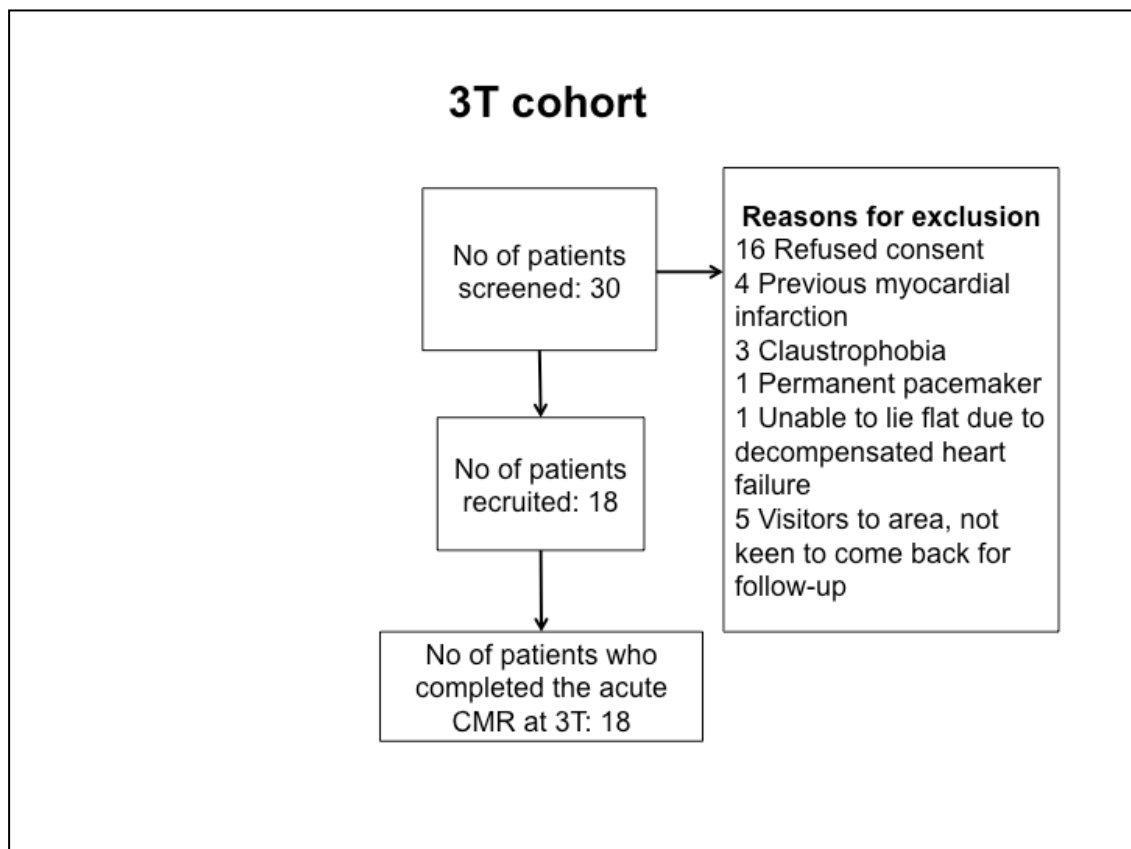 3T cohort
No of patients
screened: 30
Reasons for exclusion
16 Refused consent
4 Previous myocardial
infarction
3 Claustrophobia
1 Permanent pacemaker
1 Unable to lie flat due to
decompensated heart
failure
5 Visitors to area, not
keen to come back for
follow-up
No of patients
recruited: 18
No of patients who
completed the acute
CMR at 3T: 18